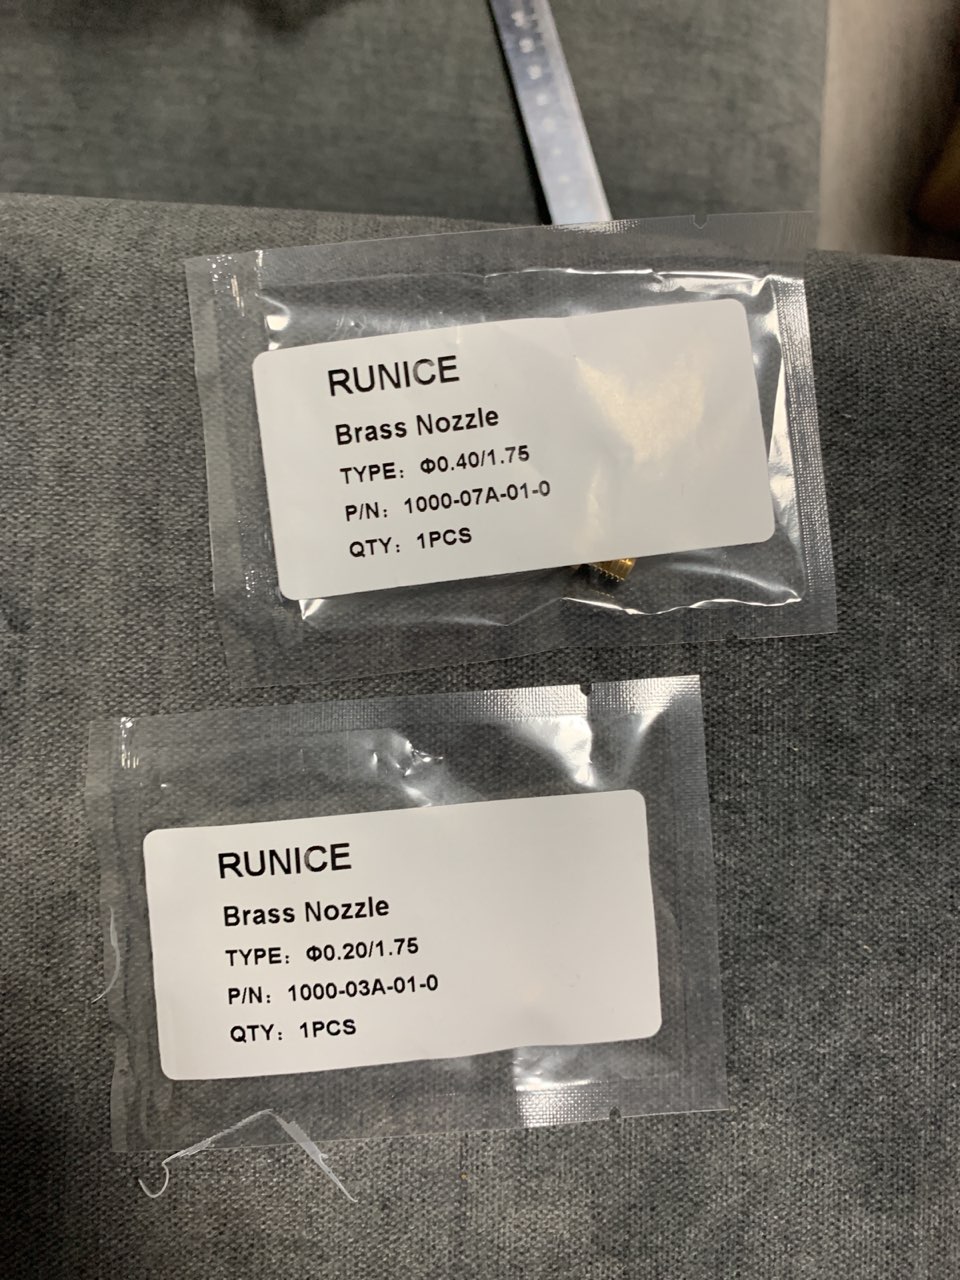 RUNICE
Brass Nozzle
TYPE： Φ0.40/1.75
P/N： 1000-07A-01-0
QTY： 1PCS
RUNICE
Brass Nozzle
TYPE： Φ0.20/1.75
P/N： 1000-03A-01-0
QTY： 1PCS